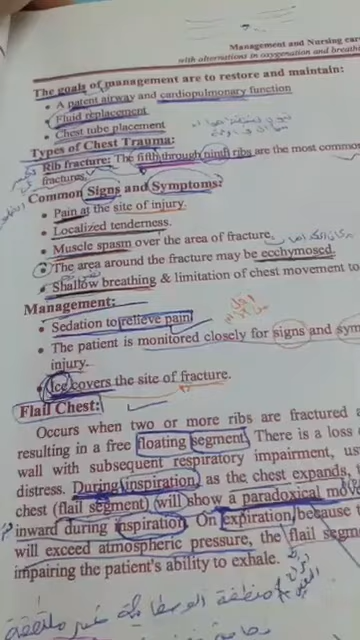 Management and Nursing car
with alternations in oxygenation and breathi
The goals of management are to restore and maintain:
• A patent airway and cardiopulmonary function
• Fluid replacement
• Chest tube placement
Types of Chest Trauma:
Rib fracture: The fifth through ninth ribs are the most common
fractures.
Common Signs and Symptoms:
• Pain at the site of injury.
• Localized tenderness.
• Muscle spasm over the area of fracture.
• The area around the fracture may be ecchymosed.
• Shallow breathing & limitation of chest movement to
Management:
• Sedation to relieve pain
• The patient is monitored closely for signs and sym
injury.
• Ice covers the site of fracture.
Flail Chest:
Occurs when two or more ribs are fractured a
resulting in a free floating segment. There is a loss
wall with subsequent respiratory impairment, us
distress. During inspiration, as the chest expands,
chest (flail segment) will show a paradoxical mov
inward during inspiration. On expiration, because t
will exceed atmospheric pressure, the flail segm
impairing the patient's ability to exhale.